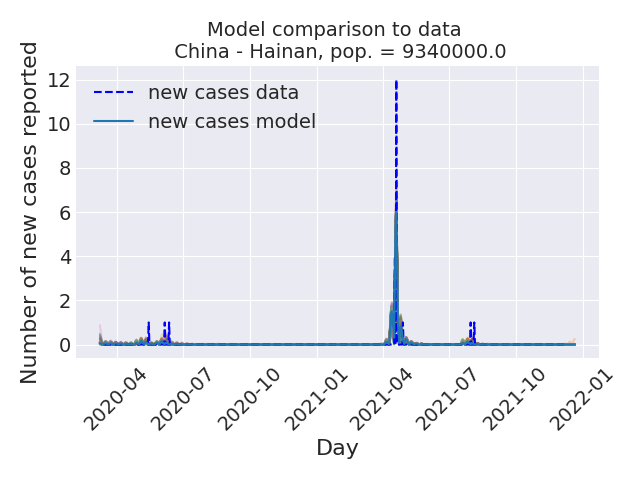 Model comparison to data
China - Hainan, pop. = 9340000.0
Number of new cases reported
12
10
8
6
4
2
0
new cases data
new cases model
2020-04
2020-07
2020-10
2021-01
2021-04
2021-07
2021-10
2022-01
Day